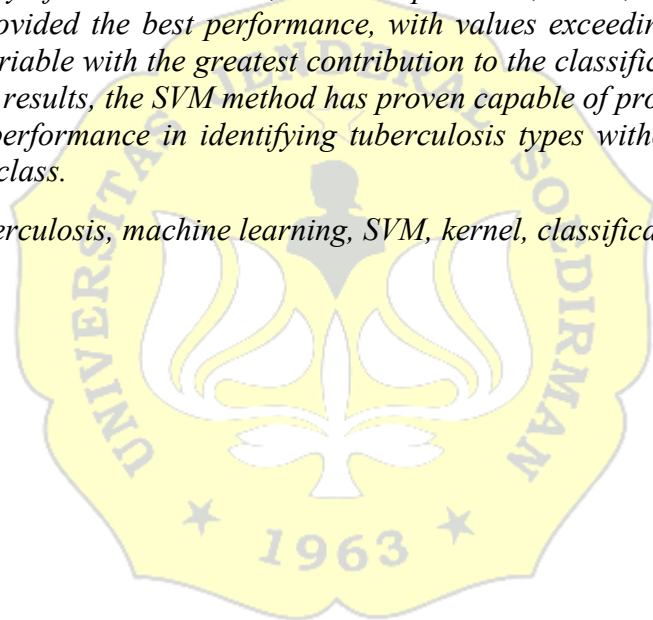 ovided the best performance, with values exceedin
riable with the greatest contribution to the classific
results, the SVM method has proven capable of pro
performance in identifying tuberculosis types with
class.
erculosis, machine learning, SVM, kernel, classifica
UNIVERSITAS JENDERAL SOEDIRMAN
1963